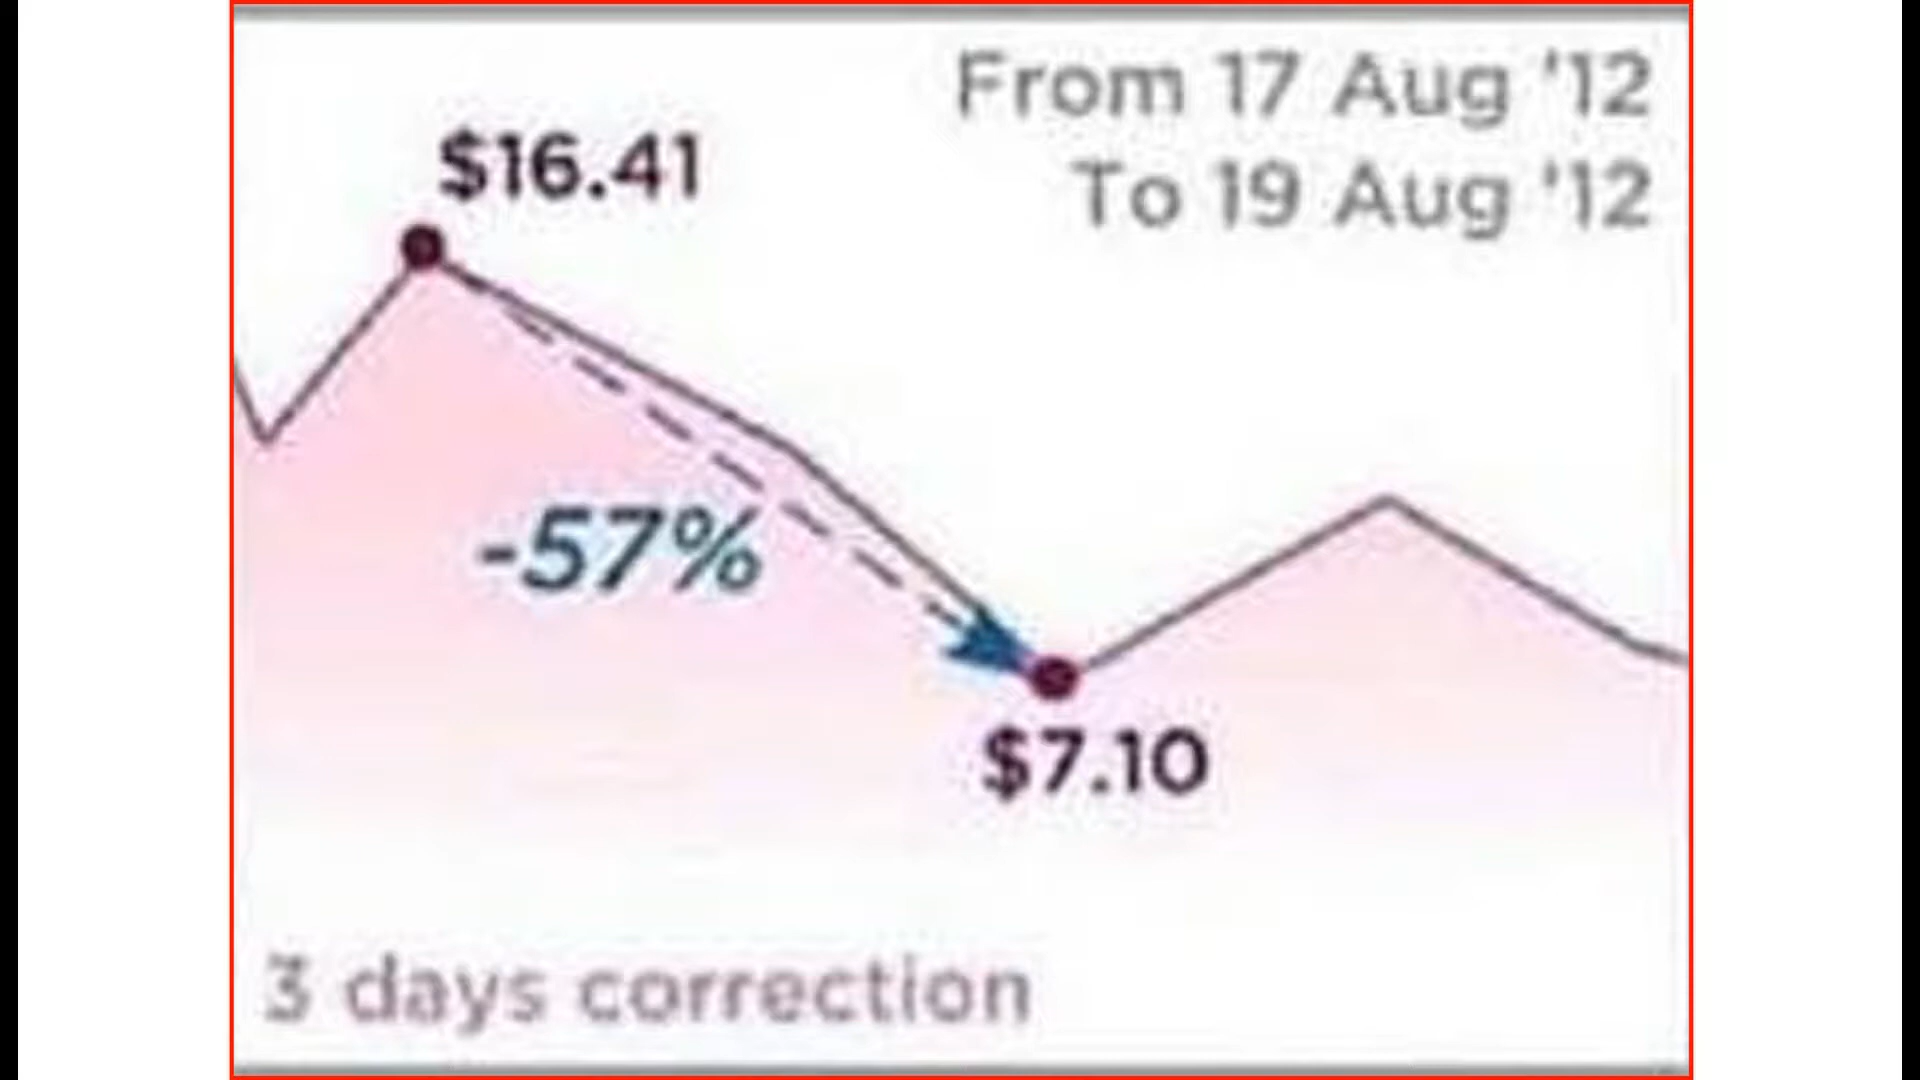 From 17 Aug '12
To 19 Aug '12
$16.41
-57%
$7.10
3 days correction